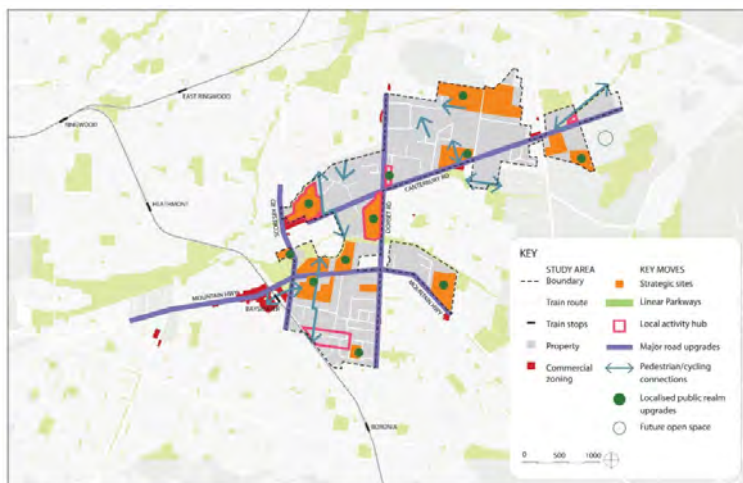 EAST RINGWOOD
RINGWOOD
HEATHMONT
SCORESBY RD
CANTERBURY RD
DORSET RD
MOUNTAIN HWY
MOUNTAIN HWY
BAYSWATER
BORONIA
KEY
STUDY AREA
Boundary
Train route
Train stops
Property
Commercial
zoning
KEY MOVES
Strategic sites
Linear Parkways
Local activity hub
Major road upgrades
Pedestrian/cycling
connections
Localised public realm
upgrades
Future open space
0 500 1000